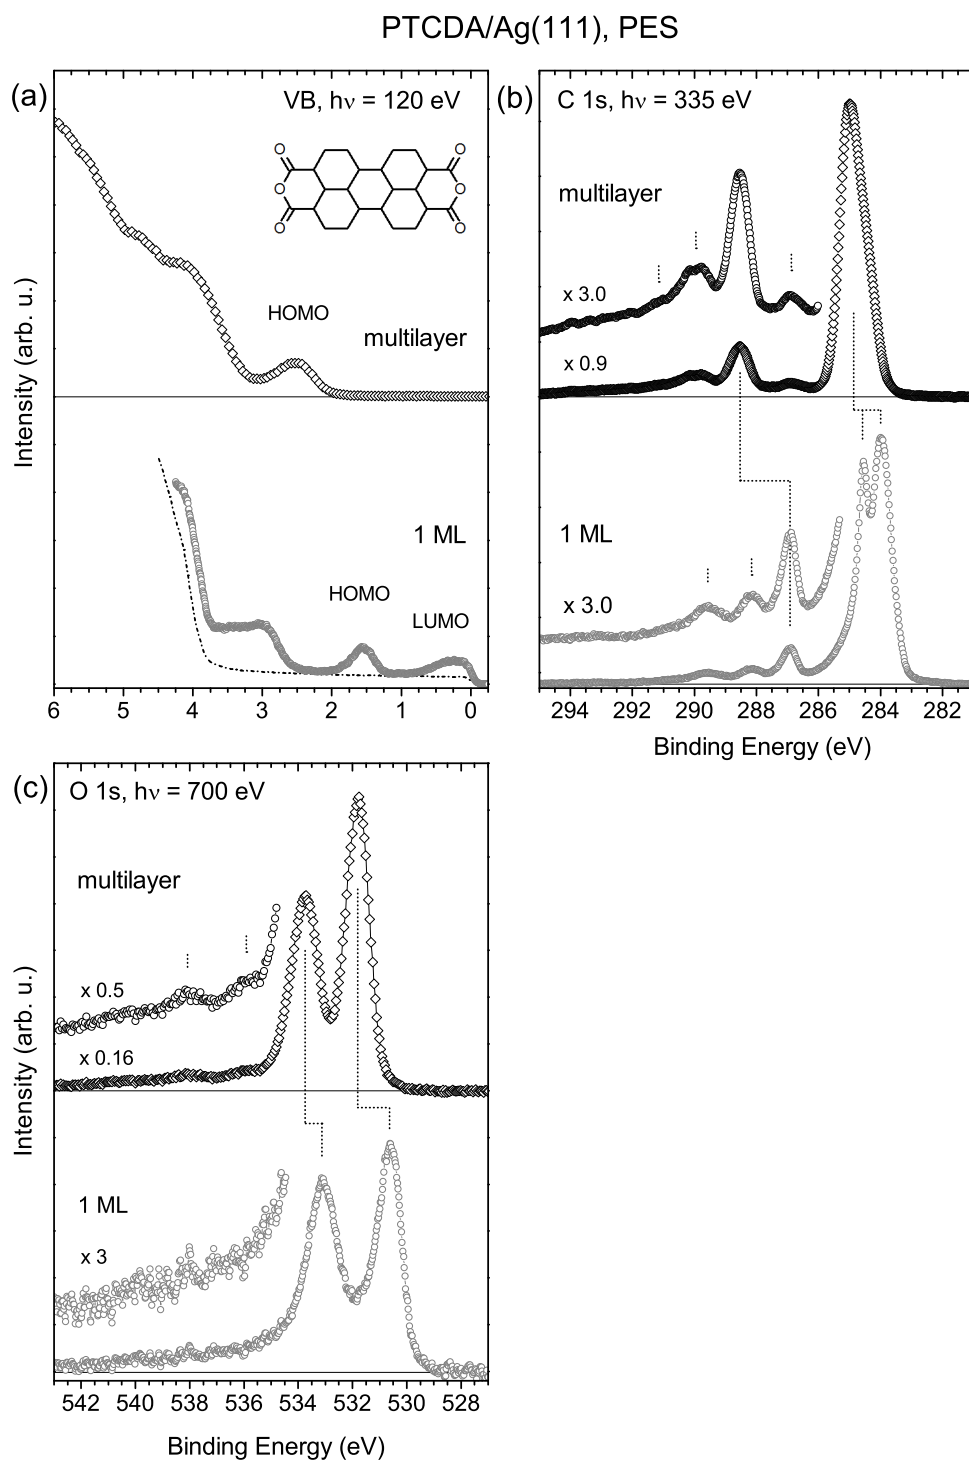 PTCDA/Ag(111), PES
(a)
VB, hν = 120 eV
O O
O O
O O
HOMO
multilayer
1 ML
HOMO
LUMO
Intensity (arb. u.)
6 5 4 3 2 1 0
(b)
C 1s, hν = 335 eV
multilayer
x 3.0
x 0.9
1 ML
x 3.0
294 292 290 288 286 284 282
Binding Energy (eV)
(c)
O 1s, hν = 700 eV
multilayer
x 0.5
x 0.16
1 ML
x 3
Intensity (arb. u.)
542 540 538 536 534 532 530 528
Binding Energy (eV)